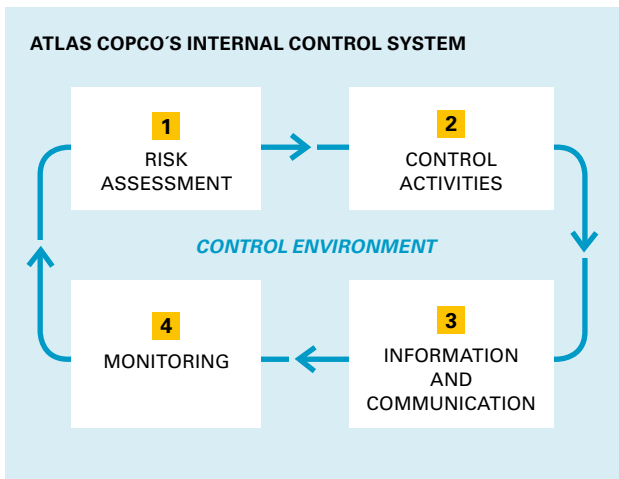 ATLAS COPCO´S INTERNAL CONTROL SYSTEM
1
RISK
ASSESSMENT
2
CONTROL
ACTIVITIES
CONTROL ENVIRONMENT
4
MONITORING
3
INFORMATION
AND
COMMUNICATION